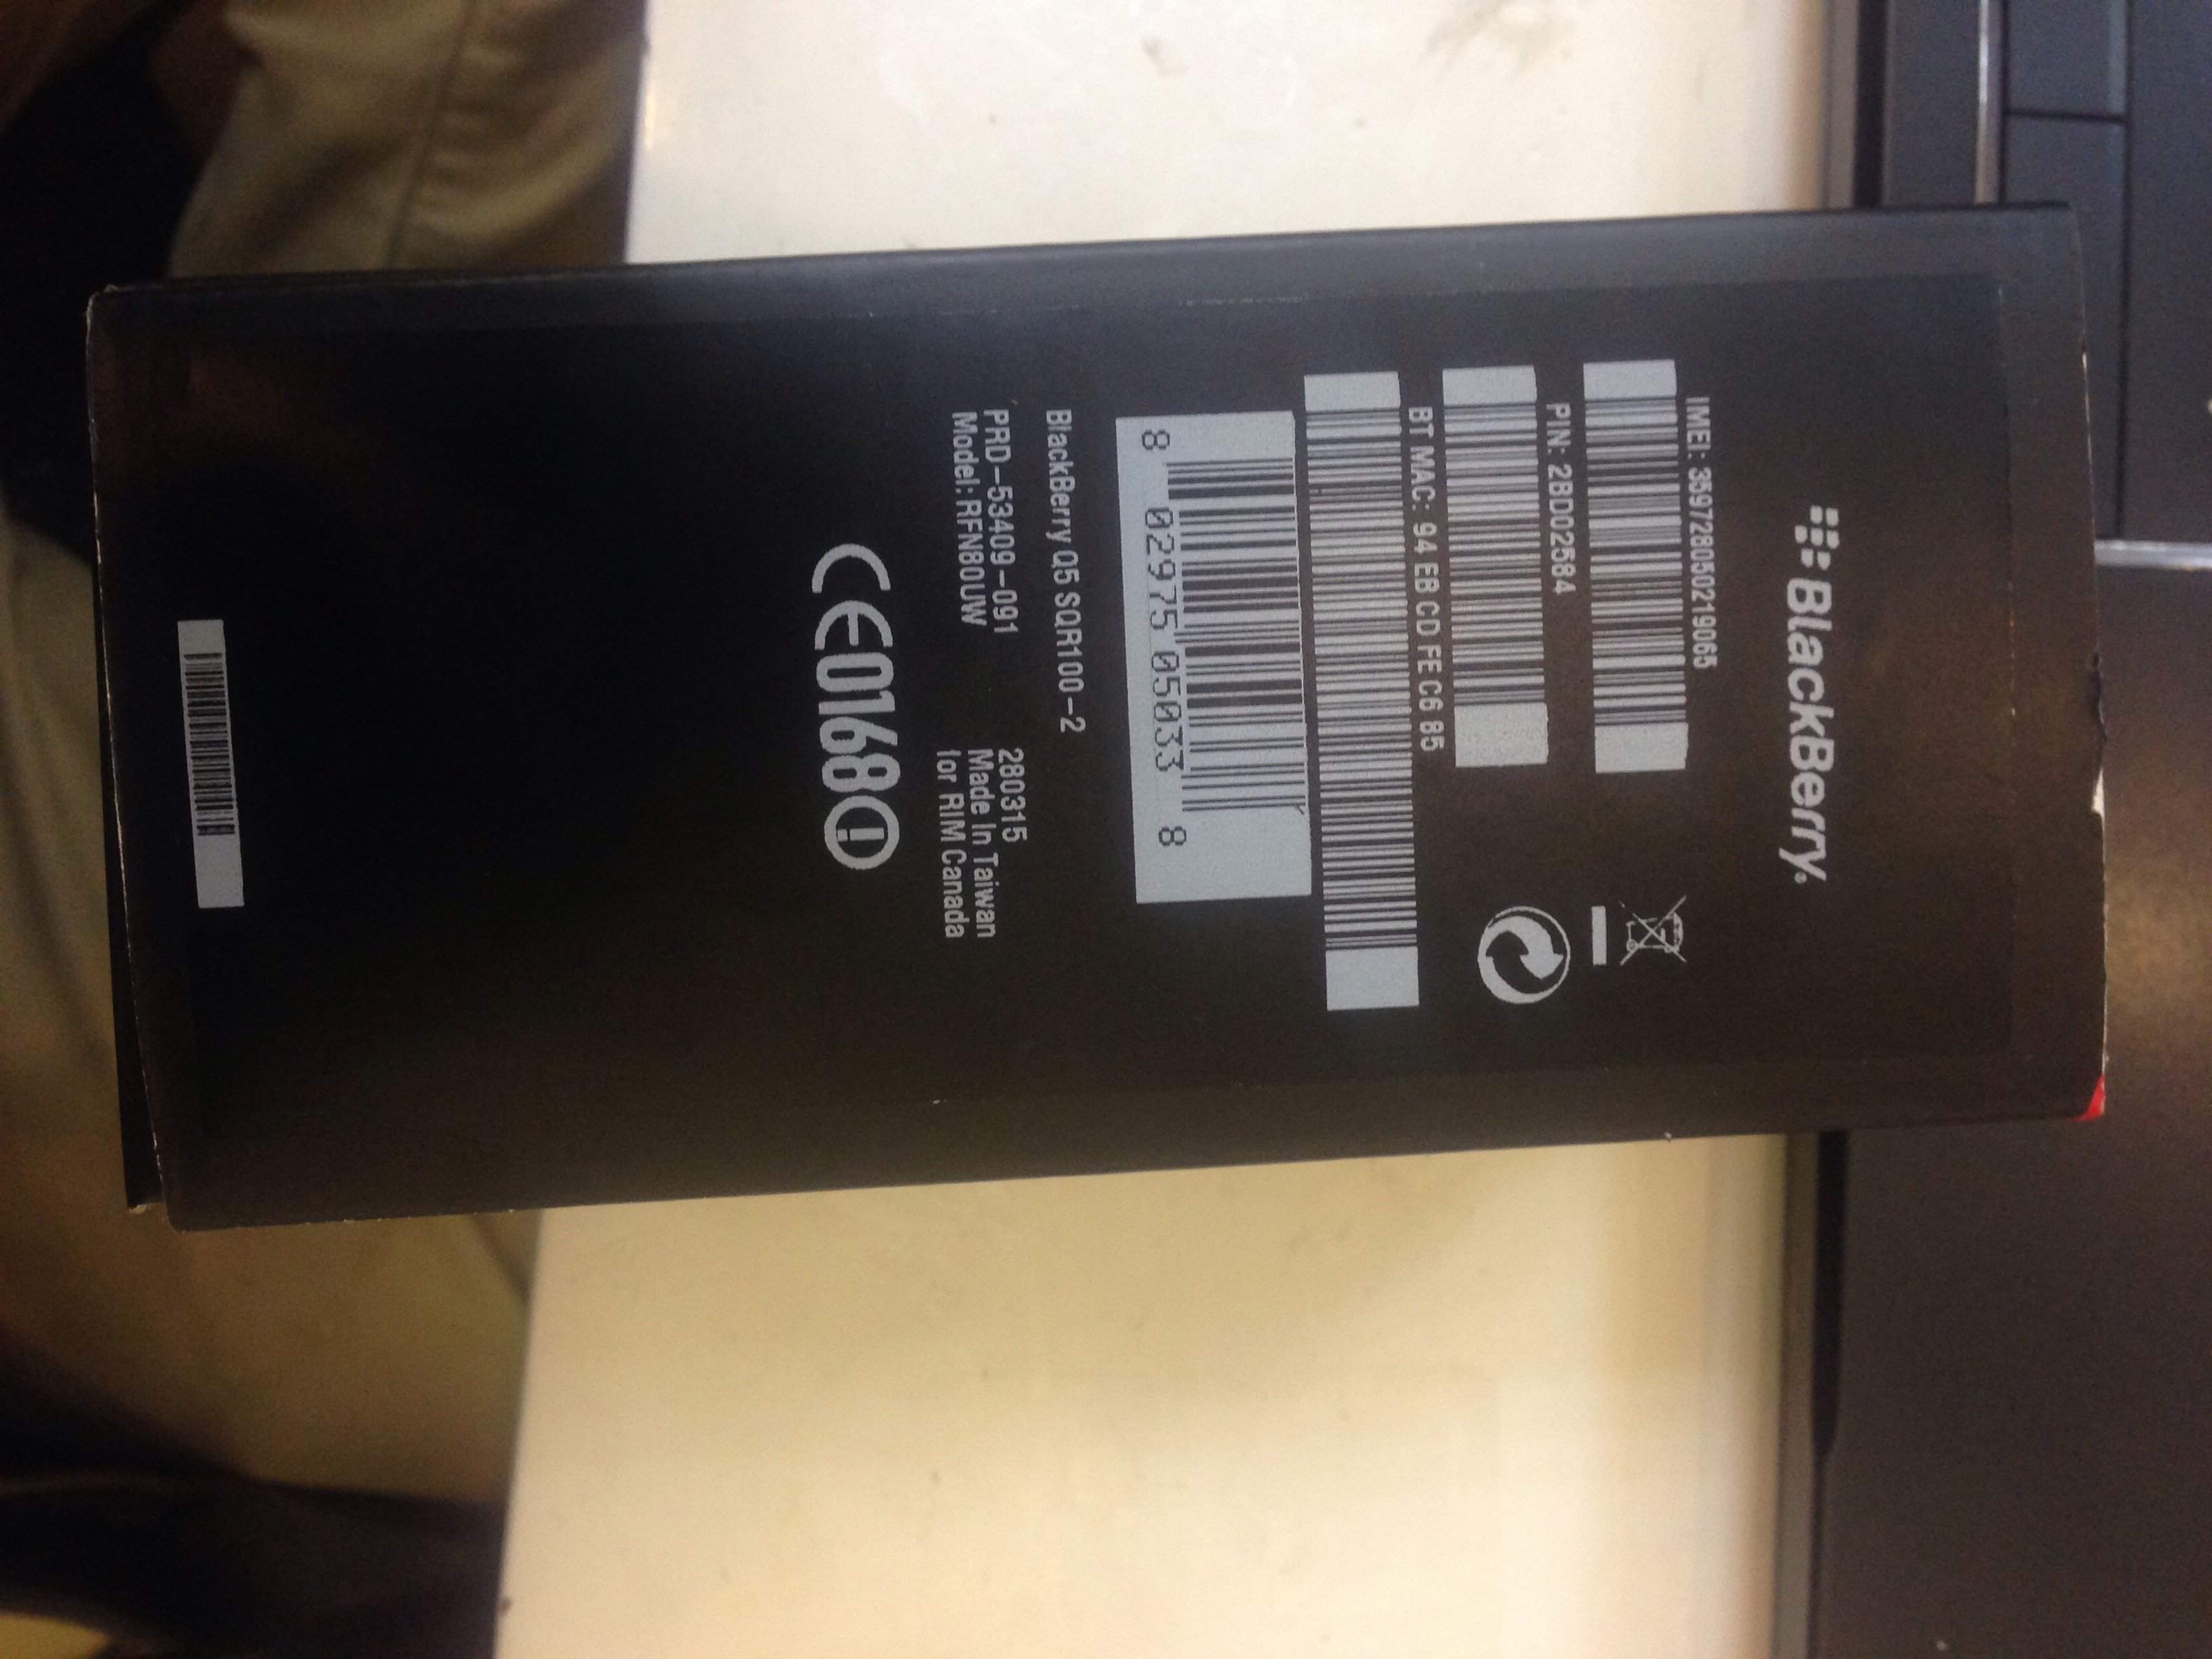 BlackBerry
IMEI: 359728050219065
PIN: 2BD002584
BT MAC: 94 EB CD FE C6 85
8 02975 05033 8
BlackBerry Q5 SQR100-2
PRD-53409-091
Model: RFN80UW
280315
Made In Taiwan
for RIM Canada
CE0168